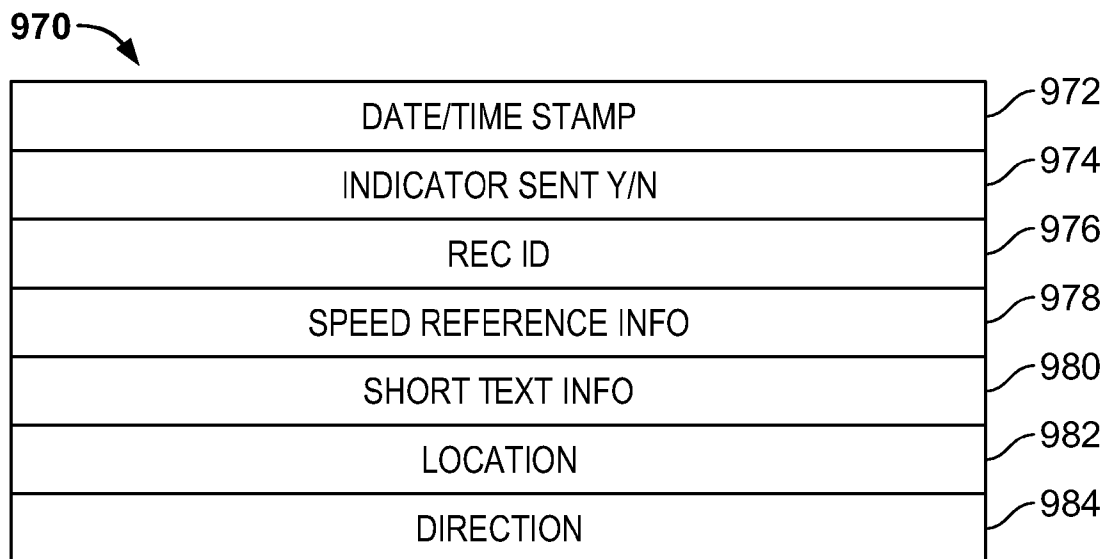 970
DATE/TIME STAMP 972
INDICATOR SENT Y/N 974
REC ID 976
SPEED REFERENCE INFO 978
SHORT TEXT INFO 980
LOCATION 982
DIRECTION 984